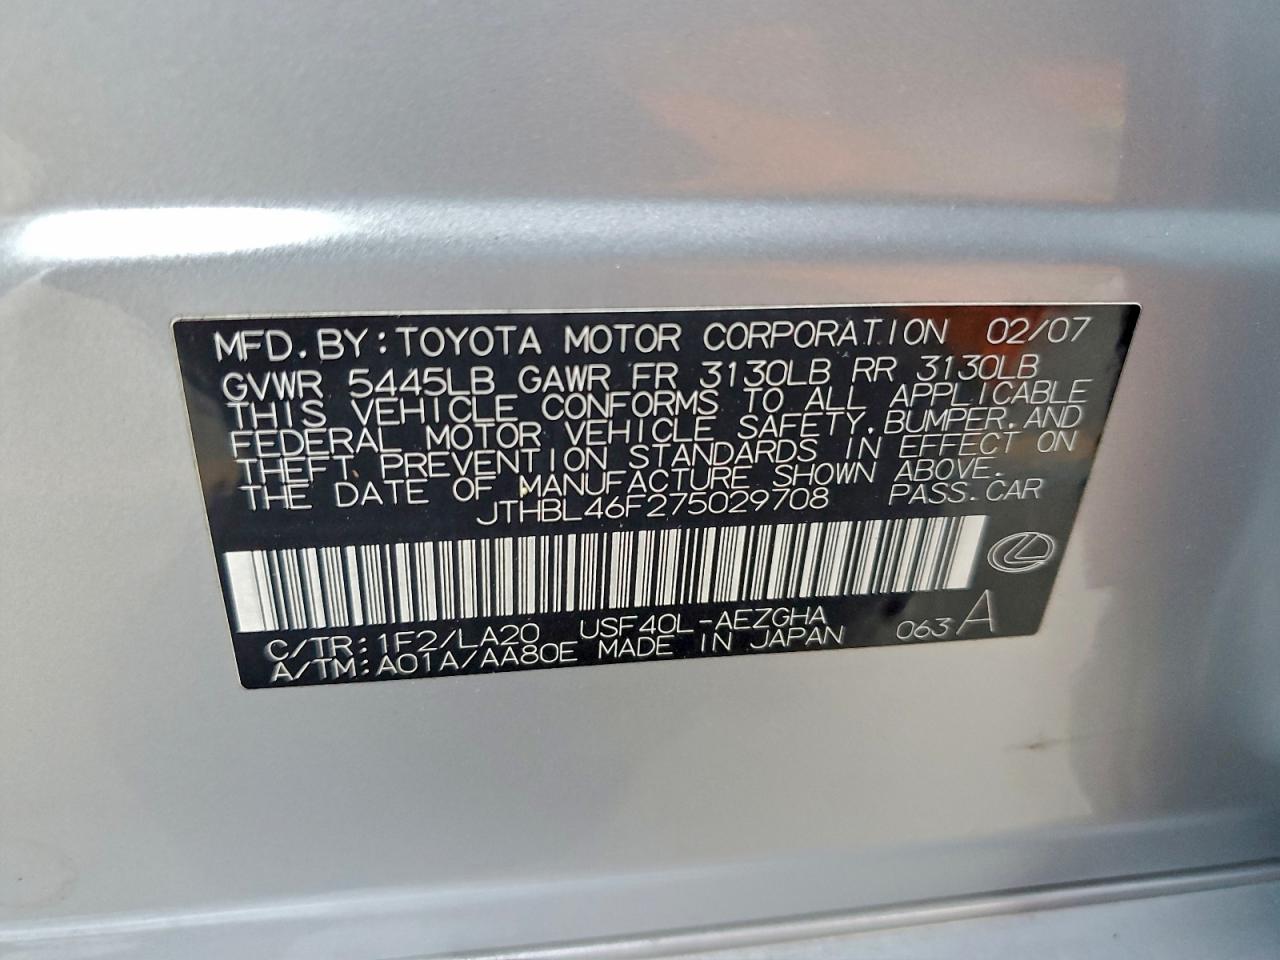 MFD. BY: TOYOTA MOTOR CORPORATION 02/07
GVWR 5445LB GAWR FR 3130LB RR 3130LB
THIS VEHICLE CONFORMS TO ALL APPLICABLE
FEDERAL MOTOR VEHICLE SAFETY, BUMPER, AND
THEFT PREVENTION STANDARDS IN EFFECT ON
THE DATE OF MANUFACTURE SHOWN ABOVE.
JTHBL46F275029708 PASS. CAR
C/TR: 1F2/LA20 USF40L-AEZGHA
A/TM: A01A/AA80E MADE IN JAPAN 063 A